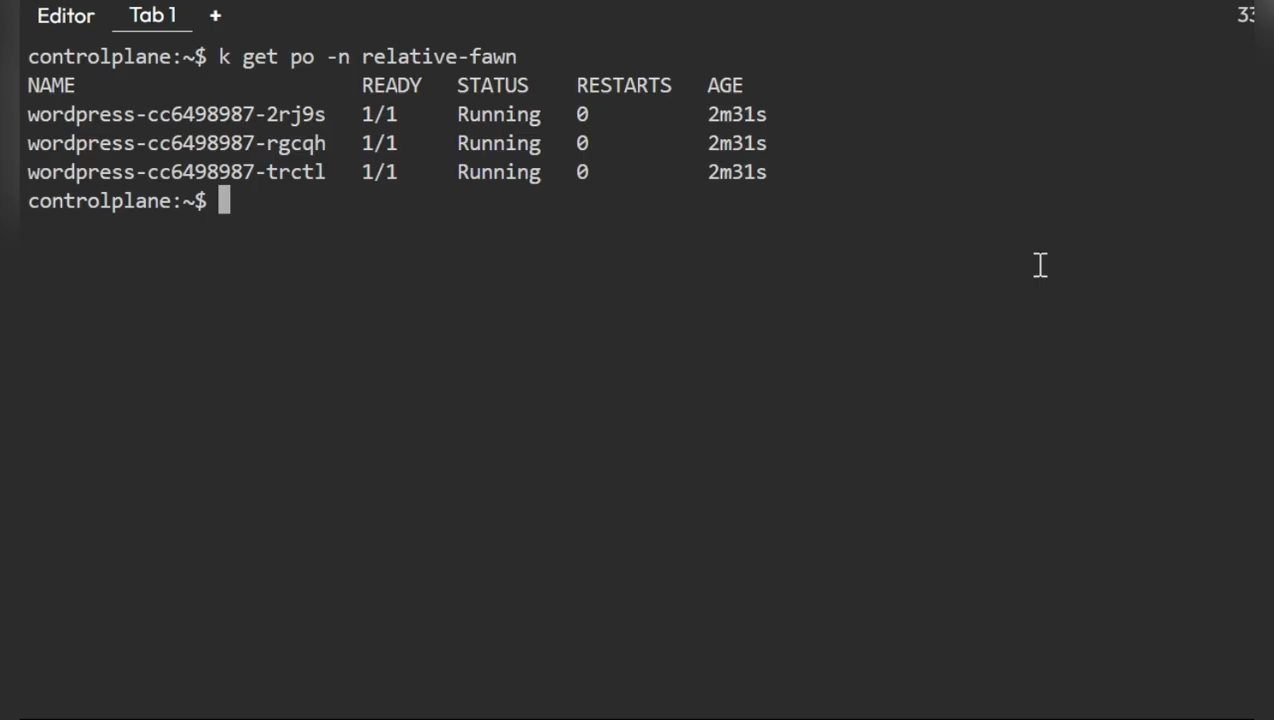 Editor Tab 1 +
controlplane:~$ k get po -n relative-fawn
NAME READY STATUS RESTARTS AGE
wordpress-cc6498987-2rj9s 1/1 Running 0 2m31s
wordpress-cc6498987-rgcqh 1/1 Running 0 2m31s
wordpress-cc6498987-trctl 1/1 Running 0 2m31s
controlplane:~$